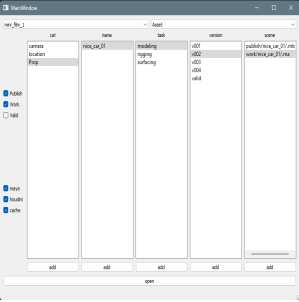 MainWindow
mini_film_1
Asset
cat
name
task
version
scene
camera
location
Prop
nice_car_01
modeling
rigging
surfacing
v001
v002
v003
v004
valid
publish/nice_car_01/.mb
work/nice_car_01/.ma
Publish
Work
Valid
maya
houdini
cache
add
add
add
add
add
open